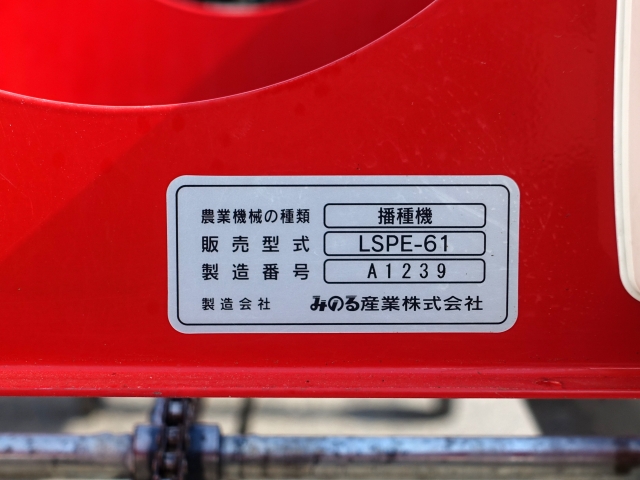 農業機械の種類 播種機
販売型式 LSPE-61
製造番号 A1239
製造会社 みのる産業株式会社